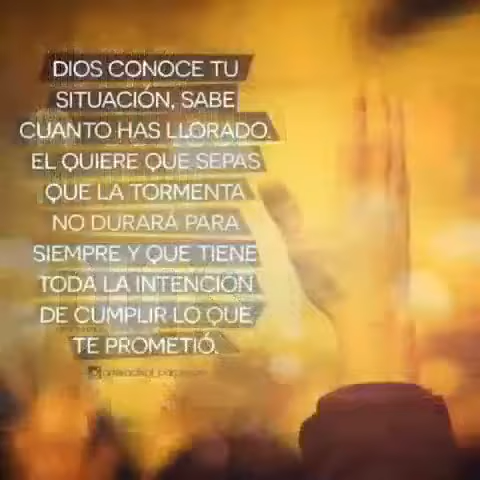 DIOS CONOCE TU
SITUACIÓN, SABE
CUANTO HAS LLORADO.
EL QUIERE QUE SEPAS
QUE LA TORMENTA
NO DURARÁ PARA
SIEMPRE Y QUE TIENE
TODA LA INTENCIÓN
DE CUMPLIR LO QUE
TE PROMETIÓ.